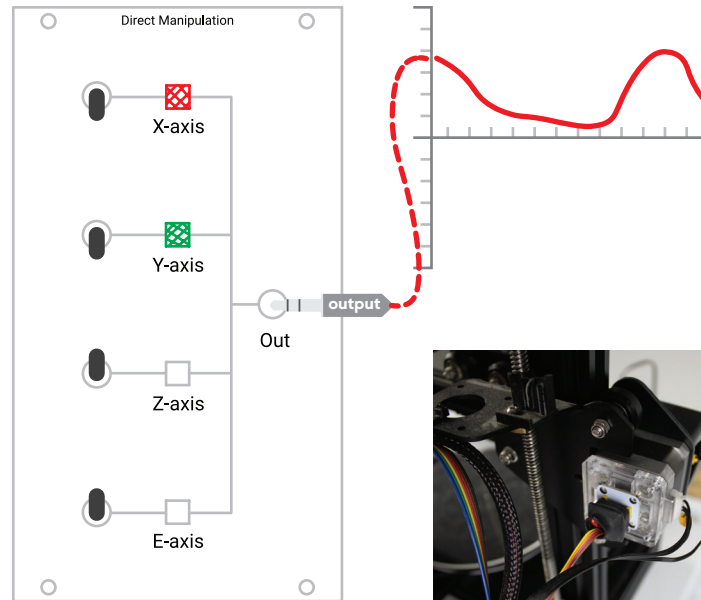 Direct Manipulation
X-axis
Y-axis
output
Out
Z-axis
E-axis